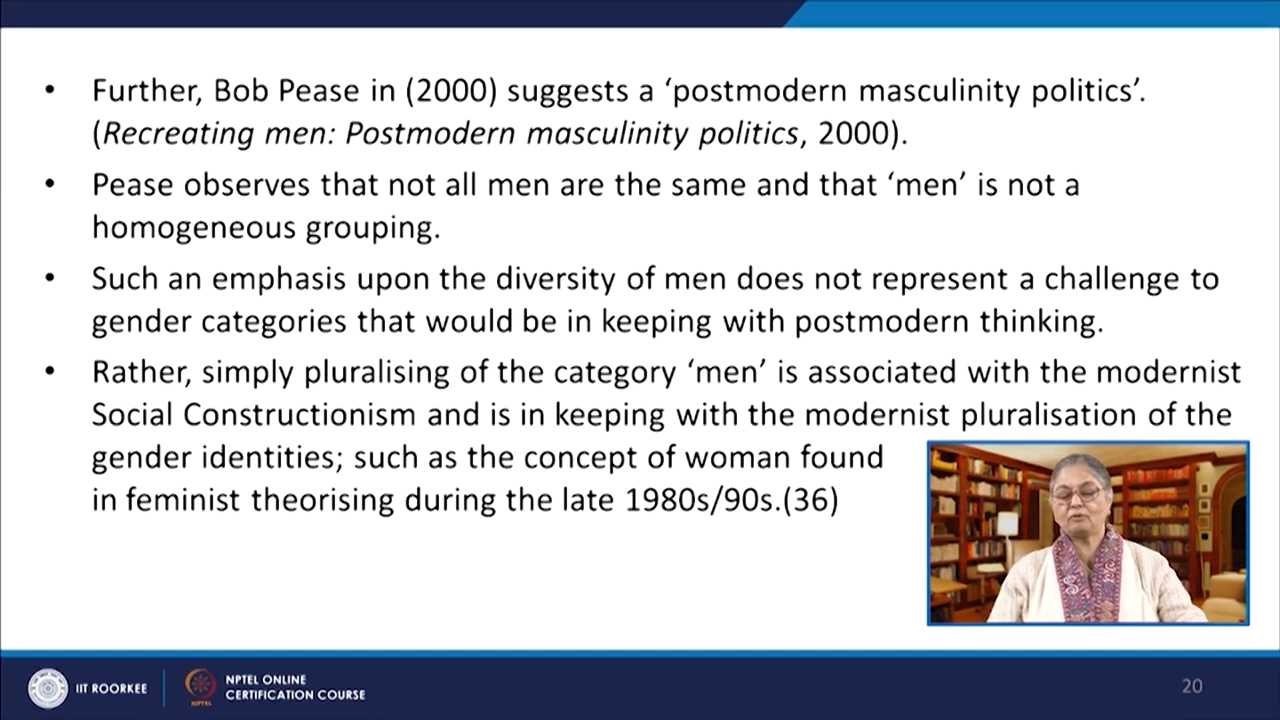 • Further, Bob Pease in (2000) suggests a ‘postmodern masculinity politics’.
(Recreating men: Postmodern masculinity politics, 2000).
• Pease observes that not all men are the same and that ‘men’ is not a
homogeneous grouping.
• Such an emphasis upon the diversity of men does not represent a challenge to
gender categories that would be in keeping with postmodern thinking.
• Rather, simply pluralising of the category ‘men’ is associated with the modernist
Social Constructionism and is in keeping with the modernist pluralisation of the
gender identities; such as the concept of woman found
in feminist theorising during the late 1980s/90s.(36)
IIT ROORKEE
NPTEL
NPTEL ONLINE
CERTIFICATION COURSE
20